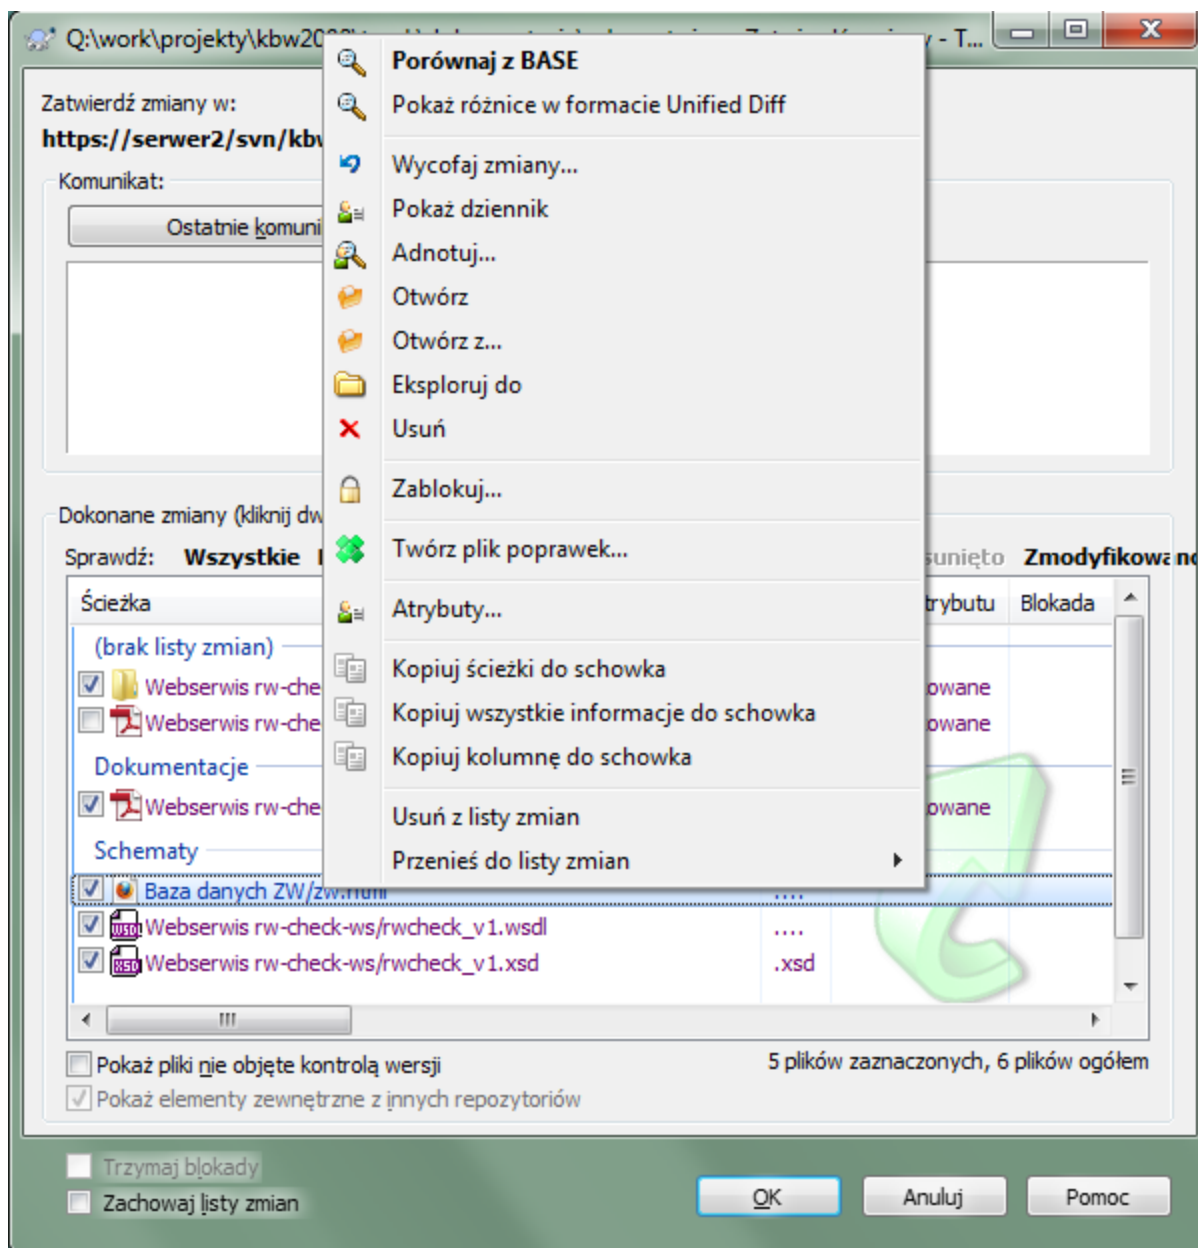 Q:\work\projekty\kbw20 - T...
Zatwierdź zmiany w:
https://serwer2/svn/kbw
Komunikat:
Ostatnie komuni
Porównaj z BASE
Pokaż różnice w formacie Unified Diff
Wycofaj zmiany...
Pokaż dziennik
Adnotuj...
Otwórz
Otwórz z...
Eksploruj do
Usuń
Zablokuj...
Twórz plik poprawek...
Atrybuty...
Kopiuj ścieżki do schowka
Kopiuj wszystkie informacje do schowka
Kopiuj kolumnę do schowka
Usuń z listy zmian
Przenieś do listy zmian
Dokonane zmiany (kliknij dw
Sprawdź: Wszystkie sunięto Zmodyfikowano
Ścieżka trybutu Blokada
(brak listy zmian)
Webserwis rw-che owane
Webserwis rw-che owane
Dokumentacje
Webserwis rw-che owane
Schematy
Baza danych ZW/zw.html ....
Webserwis rw-check-ws/rwcheck_v1.wsdl ....
Webserwis rw-check-ws/rwcheck_v1.xsd .xsd
Pokaż pliki nie objęte kontrolą wersji 5 plików zaznaczonych, 6 plików ogółem
Pokaż elementy zewnętrzne z innych repozytoriów
Trzymaj blokady
Zachowaj listy zmian
OK Anuluj Pomoc